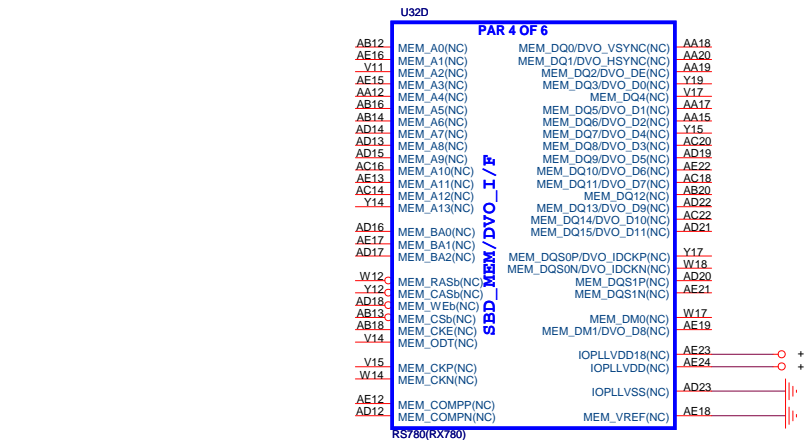 U32D
PAR 4 OF 6
AB12 MEM_A0(NC) MEM_DQ0/DVO_VSYNC(NC) AA18
AE16 MEM_A1(NC) MEM_DQ1/DVO_HSYNC(NC) AA20
V11 MEM_A2(NC) MEM_DQ2/DVO_DE(NC) AA19
AE15 MEM_A3(NC) MEM_DQ3/DVO_D0(NC) Y19
AA12 MEM_A4(NC) MEM_DQ4(NC) V17
AB16 MEM_A5(NC) MEM_DQ5/DVO_D1(NC) AA17
AB14 MEM_A6(NC) MEM_DQ6/DVO_D2(NC) AA15
AD14 MEM_A7(NC) MEM_DQ7/DVO_D4(NC) Y15
AD13 MEM_A8(NC) MEM_DQ8/DVO_D3(NC) AC20
AD15 MEM_A9(NC) MEM_DQ9/DVO_D5(NC) AD19
AC16 MEM_A10(NC) MEM_DQ10/DVO_D6(NC) AE22
AE13 MEM_A11(NC) MEM_DQ11/DVO_D7(NC) AC18
AC14 MEM_A12(NC) MEM_DQ12(NC) AB20
Y14 MEM_A13(NC) MEM_DQ13/DVO_D9(NC) AD22
MEM_DQ14/DVO_D10(NC) AC22
AD16 MEM_BA0(NC) MEM_DQ15/DVO_D11(NC) AD21
AE17 MEM_BA1(NC)
AD17 MEM_BA2(NC) MEM_DQS0P/DVO_IDCKP(NC) Y17
MEM_DQS0N/DVO_IDCKN(NC) W18
W12 MEM_RASb(NC) MEM_DQS1P(NC) AD20
Y12 MEM_CASb(NC) MEM_DQS1N(NC) AE21
AD18 MEM_WEb(NC)
AB13 MEM_CSb(NC) MEM_DM0(NC) W17
AB18 MEM_CKE(NC) MEM_DM1/DVO_D8(NC) AE19
V14 MEM_ODT(NC)
IOPLLVDD18(NC) AE23 +
V15 MEM_CKP(NC) IOPLLVDD(NC) AE24 +
W14 MEM_CKN(NC)
IOPLLVSS(NC) AD23
AE12 MEM_COMPP(NC)
AD12 MEM_COMPN(NC) MEM_VREF(NC) AE18
SBD_MEM/DVO_I/F
RS780(RX780)